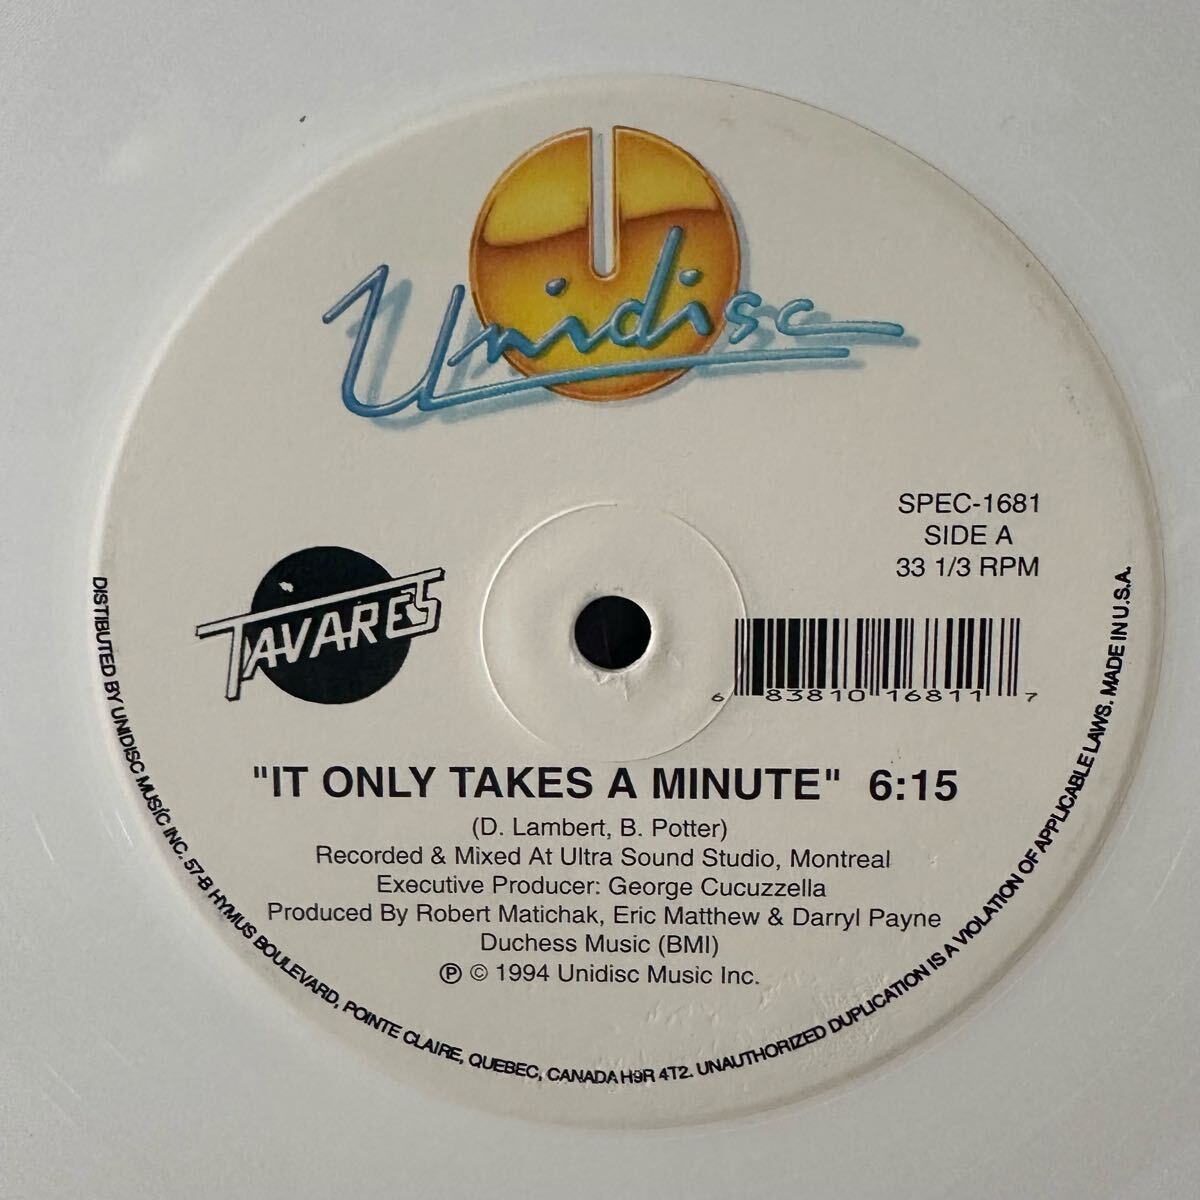 Unidisc
SPEC-1681
SIDE A
33 1/3 RPM
TAVARES
6 83810 16811 7
"IT ONLY TAKES A MINUTE" 6:15
(D. Lambert, B. Potter)
Recorded & Mixed At Ultra Sound Studio, Montreal
Executive Producer: George Cucuzzella
Produced By Robert Matichak, Eric Matthew & Darryl Payne
Duchess Music (BMI)
℗ © 1994 Unidisc Music Inc.
DISTIBUTED BY UNIDISC MUSIC INC. 57-B HYMUS BOULEVARD, POINTE CLAIRE, QUEBEC, CANADA H9R 4T2. UNAUTHORIZED DUPLICATION IS A VIOLATION OF APPLICABLE LAWS. MADE IN U.S.A.